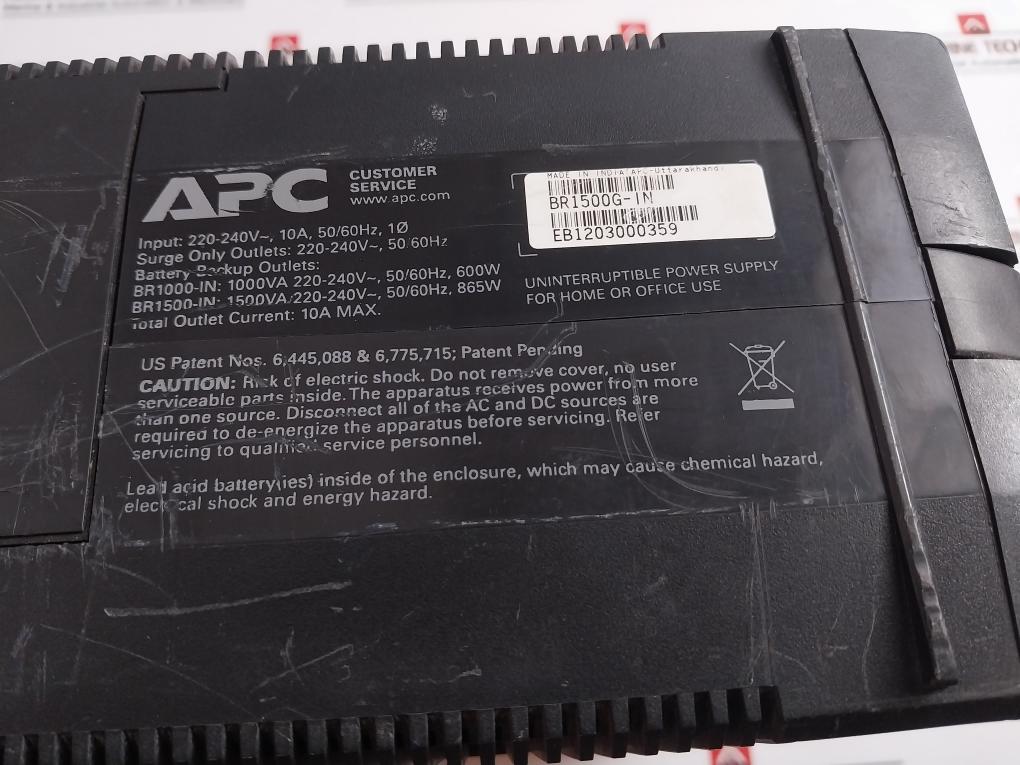 APC
CUSTOMER
SERVICE
www.apc.com
Input: 220-240V~, 10A, 50/60Hz, 1Ø
Surge Only Outlets: 220-240V~, 50/60Hz
Battery Backup Outlets:
BR1000-IN: 1000VA 220-240V~, 50/60Hz, 600W
BR1500-IN: 1500VA 220-240V~, 50/60Hz, 865W
Total Outlet Current: 10A MAX.
MADE IN INDIA APC-Uttarakhand
BR1500G-IN
EB1203000359
UNINTERRUPTIBLE POWER SUPPLY
FOR HOME OR OFFICE USE
US Patent Nos. 6,445,088 & 6,775,715; Patent Pending
CAUTION: Risk of electric shock. Do not remove cover, no user
serviceable parts inside. The apparatus receives power from more
than one source. Disconnect all of the AC and DC sources are
required to de-energize the apparatus before servicing. Refer
servicing to qualified service personnel.
Lead acid battery(ies) inside of the enclosure, which may cause chemical hazard,
electrical shock and energy hazard.